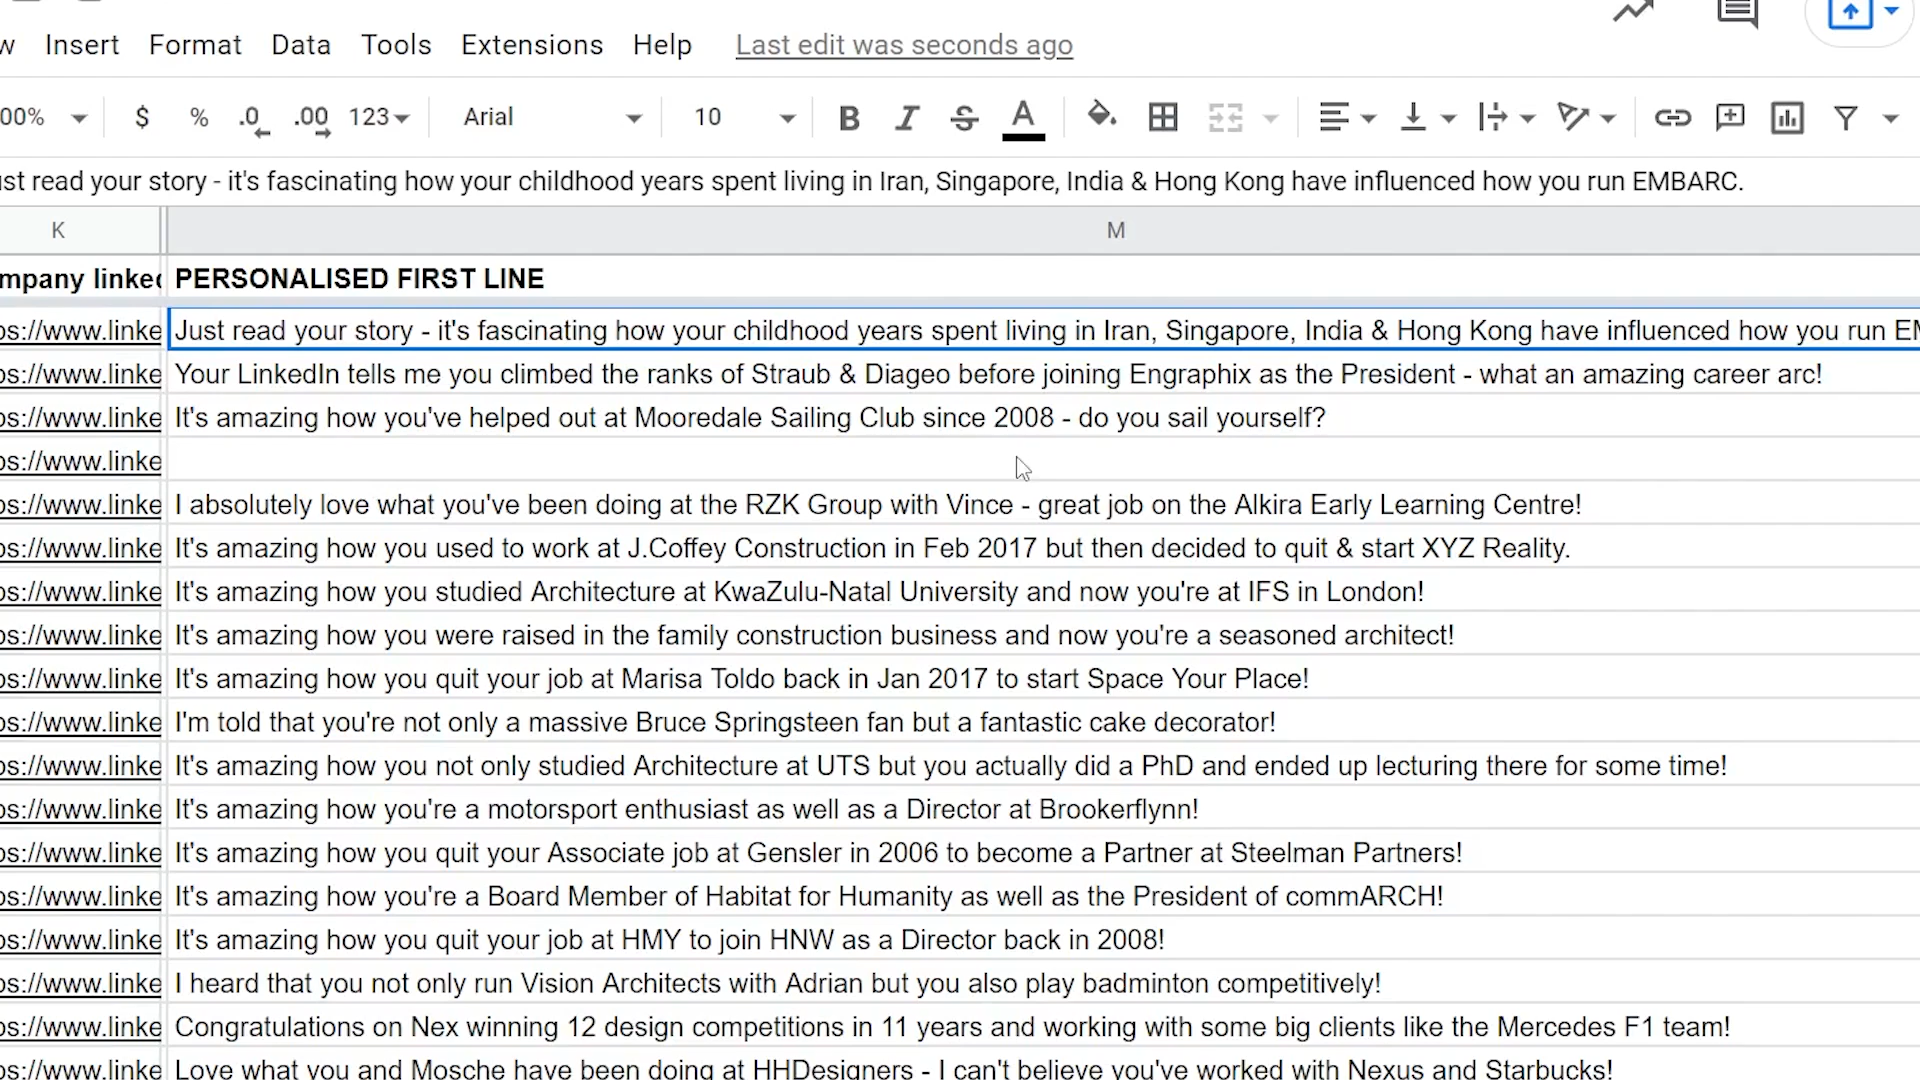 Insert Format Data Tools Extensions Help Last edit was seconds ago
00% $ % .0 .00 123 Arial 10 B I S A
st read your story - it's fascinating how your childhood years spent living in Iran, Singapore, India & Hong Kong have influenced how you run EMBARC.
K M
mpany linked PERSONALISED FIRST LINE
ps://www.linke Just read your story - it's fascinating how your childhood years spent living in Iran, Singapore, India & Hong Kong have influenced how you run EM
ps://www.linke Your LinkedIn tells me you climbed the ranks of Straub & Diageo before joining Engraphix as the President - what an amazing career arc!
ps://www.linke It's amazing how you've helped out at Mooredale Sailing Club since 2008 - do you sail yourself?
ps://www.linke
ps://www.linke I absolutely love what you've been doing at the RZK Group with Vince - great job on the Alkira Early Learning Centre!
ps://www.linke It's amazing how you used to work at J.Coffey Construction in Feb 2017 but then decided to quit & start XYZ Reality.
ps://www.linke It's amazing how you studied Architecture at KwaZulu-Natal University and now you're at IFS in London!
ps://www.linke It's amazing how you were raised in the family construction business and now you're a seasoned architect!
ps://www.linke It's amazing how you quit your job at Marisa Toldo back in Jan 2017 to start Space Your Place!
ps://www.linke I'm told that you're not only a massive Bruce Springsteen fan but a fantastic cake decorator!
ps://www.linke It's amazing how you not only studied Architecture at UTS but you actually did a PhD and ended up lecturing there for some time!
ps://www.linke It's amazing how you're a motorsport enthusiast as well as a Director at Brookerflynn!
ps://www.linke It's amazing how you quit your Associate job at Gensler in 2006 to become a Partner at Steelman Partners!
ps://www.linke It's amazing how you're a Board Member of Habitat for Humanity as well as the President of commARCH!
ps://www.linke It's amazing how you quit your job at HMY to join HNW as a Director back in 2008!
ps://www.linke I heard that you not only run Vision Architects with Adrian but you also play badminton competitively!
ps://www.linke Congratulations on Nex winning 12 design competitions in 11 years and working with some big clients like the Mercedes F1 team!
ps://www.linke Love what you and Mosche have been doing at HHDesigners - I can't believe you've worked with Nexus and Starbucks!